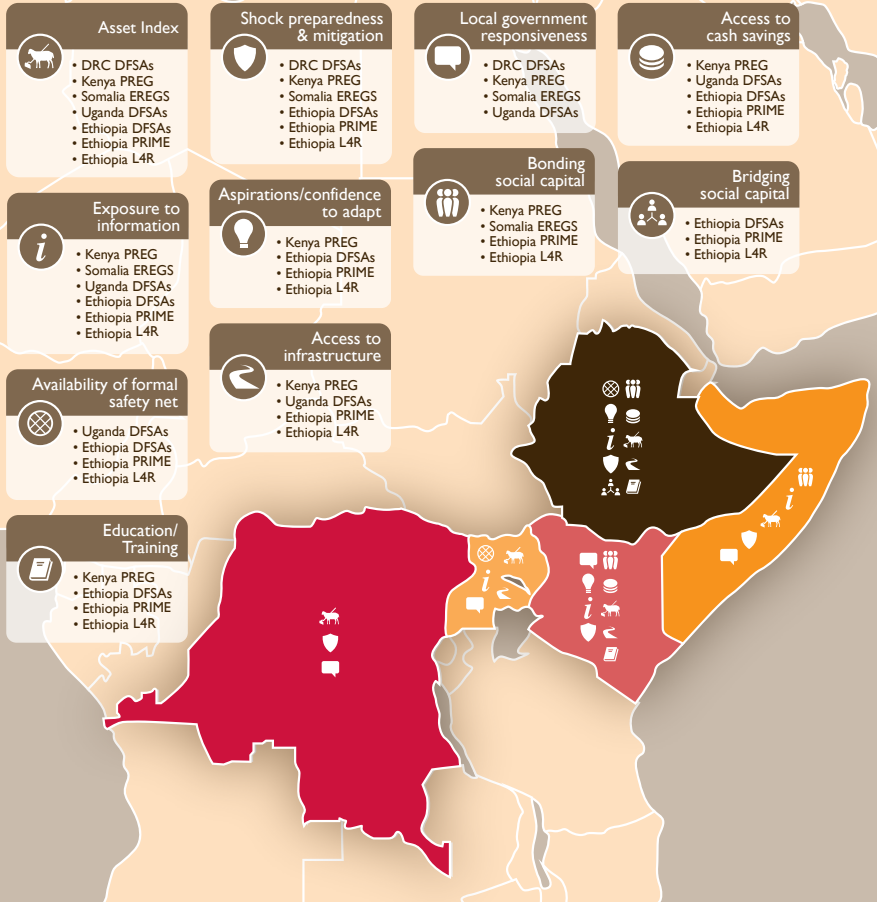 Asset Index
• DRC DFSAs
• Kenya PREG
• Somalia EREGS
• Uganda DFSAs
• Ethiopia DFSAs
• Ethiopia PRIME
• Ethiopia L4R
Shock preparedness
& mitigation
• DRC DFSAs
• Kenya PREG
• Somalia EREGS
• Ethiopia DFSAs
• Ethiopia PRIME
• Ethiopia L4R
Local government
responsiveness
• DRC DFSAs
• Kenya PREG
• Somalia EREGS
• Uganda DFSAs
Access to
cash savings
• Kenya PREG
• Uganda DFSAs
• Ethiopia DFSAs
• Ethiopia PRIME
• Ethiopia L4R
Exposure to
information
• Kenya PREG
• Somalia EREGS
• Uganda DFSAs
• Ethiopia DFSAs
• Ethiopia PRIME
• Ethiopia L4R
Aspirations/confidence
to adapt
• Kenya PREG
• Ethiopia DFSAs
• Ethiopia PRIME
• Ethiopia L4R
Bonding
social capital
• Kenya PREG
• Somalia EREGS
• Ethiopia PRIME
• Ethiopia L4R
Bridging
social capital
• Ethiopia DFSAs
• Ethiopia PRIME
• Ethiopia L4R
Access to
infrastructure
• Kenya PREG
• Uganda DFSAs
• Ethiopia PRIME
• Ethiopia L4R
Availability of formal
safety net
• Uganda DFSAs
• Ethiopia DFSAs
• Ethiopia PRIME
• Ethiopia L4R
Education/
Training
• Kenya PREG
• Ethiopia DFSAs
• Ethiopia PRIME
• Ethiopia L4R